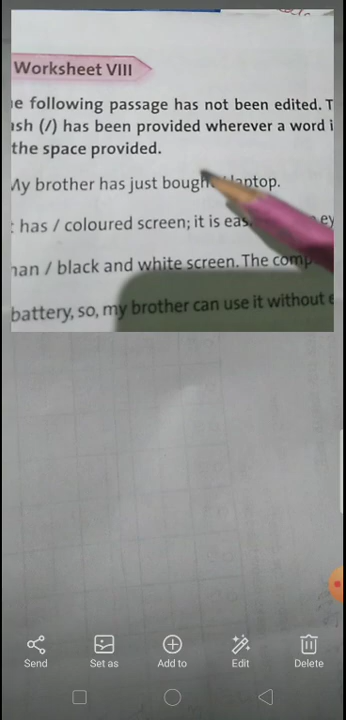 Worksheet VIII
e following passage has not been edited. T
ash (/) has been provided wherever a word i
the space provided.
My brother has just bough laptop.
has / coloured screen; it is eas ey
han / black and white screen. The comp
battery, so, my brother can use it without e
Send Set as Add to Edit Delete